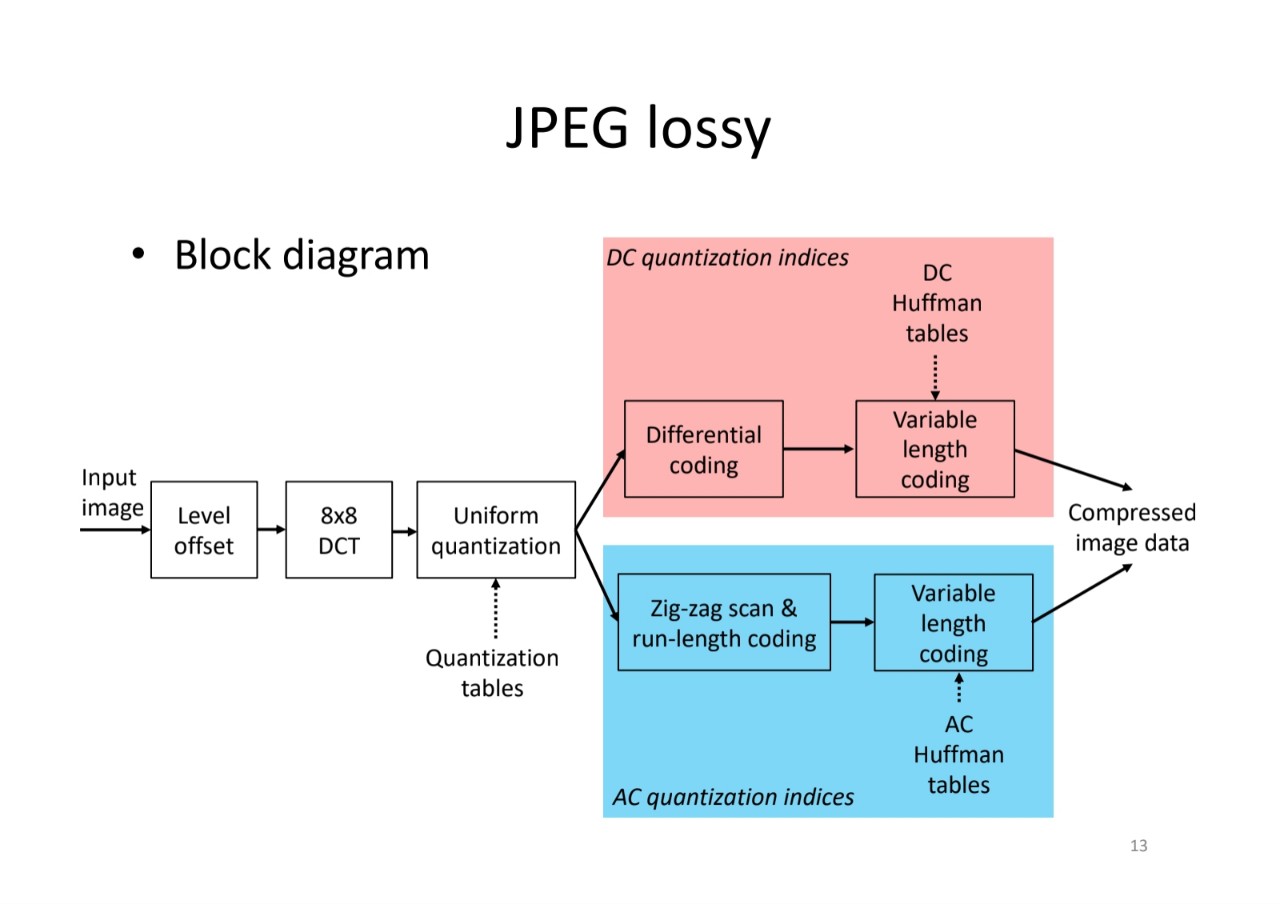 JPEG lossy
• Block diagram
DC quantization indices
DC
Huffman
tables
Differential
coding
Variable
length
coding
Input
image
Level
offset
8x8
DCT
Uniform
quantization
Quantization
tables
Compressed
image data
Zig-zag scan &
run-length coding
Variable
length
coding
AC
Huffman
tables
AC quantization indices
13